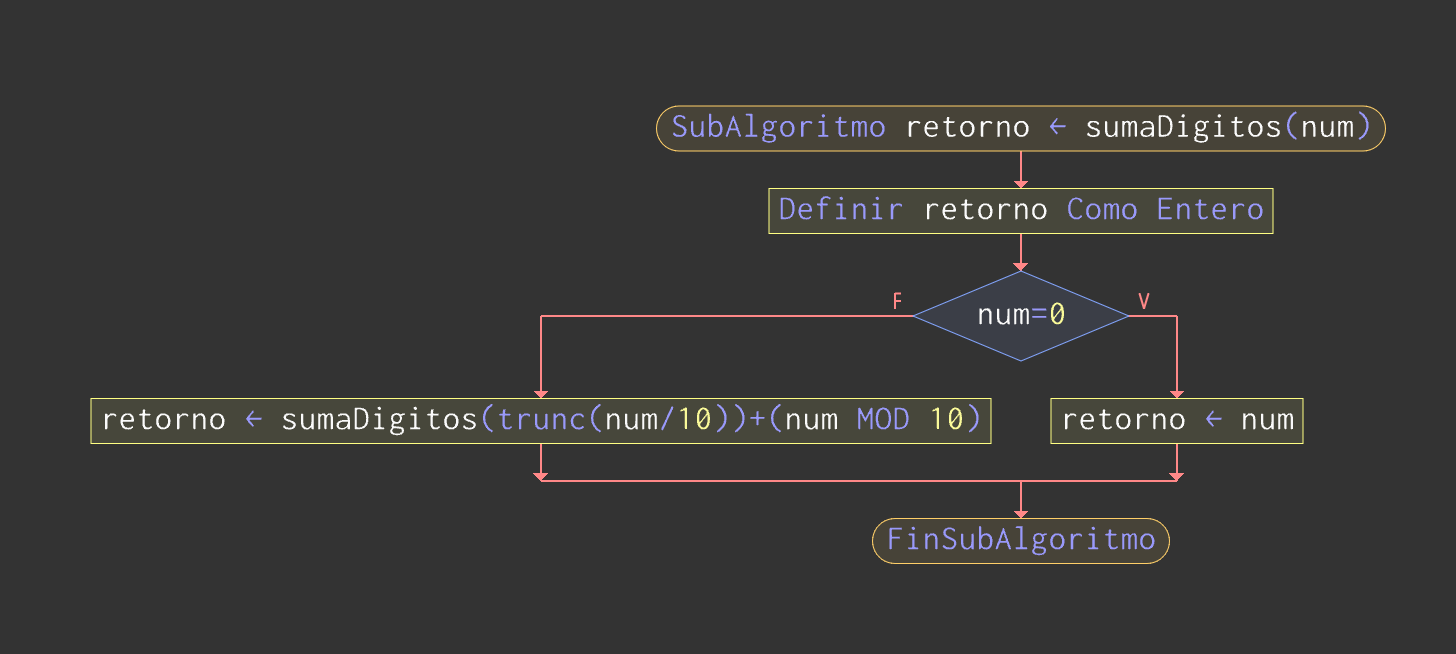 SubAlgoritmo retorno ← sumaDigitos(num)
Definir retorno Como Entero
F
V
num=0
retorno ← sumaDigitos(trunc(num/10))+(num MOD 10)
retorno ← num
FinSubAlgoritmo